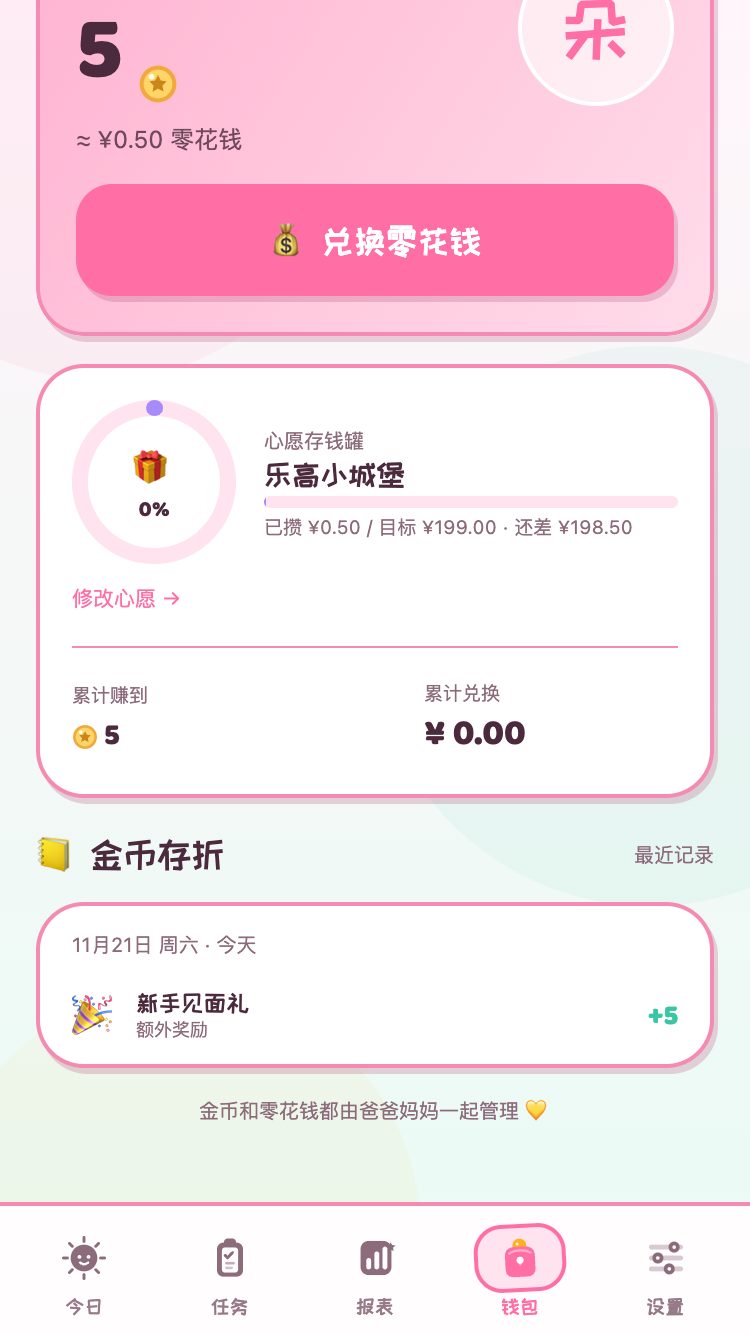 5
朵
≈ ¥0.50 零花钱
兑换零花钱
0%
心愿存钱罐
乐高小城堡
已攒 ¥0.50 / 目标 ¥199.00 · 还差 ¥198.50
修改心愿 →
累计赚到
5
累计兑换
¥ 0.00
金币存折
最近记录
11月21日 周六 · 今天
新手见面礼
额外奖励
+5
金币和零花钱都由爸爸妈妈一起管理 💛
今日
任务
报表
钱包
设置